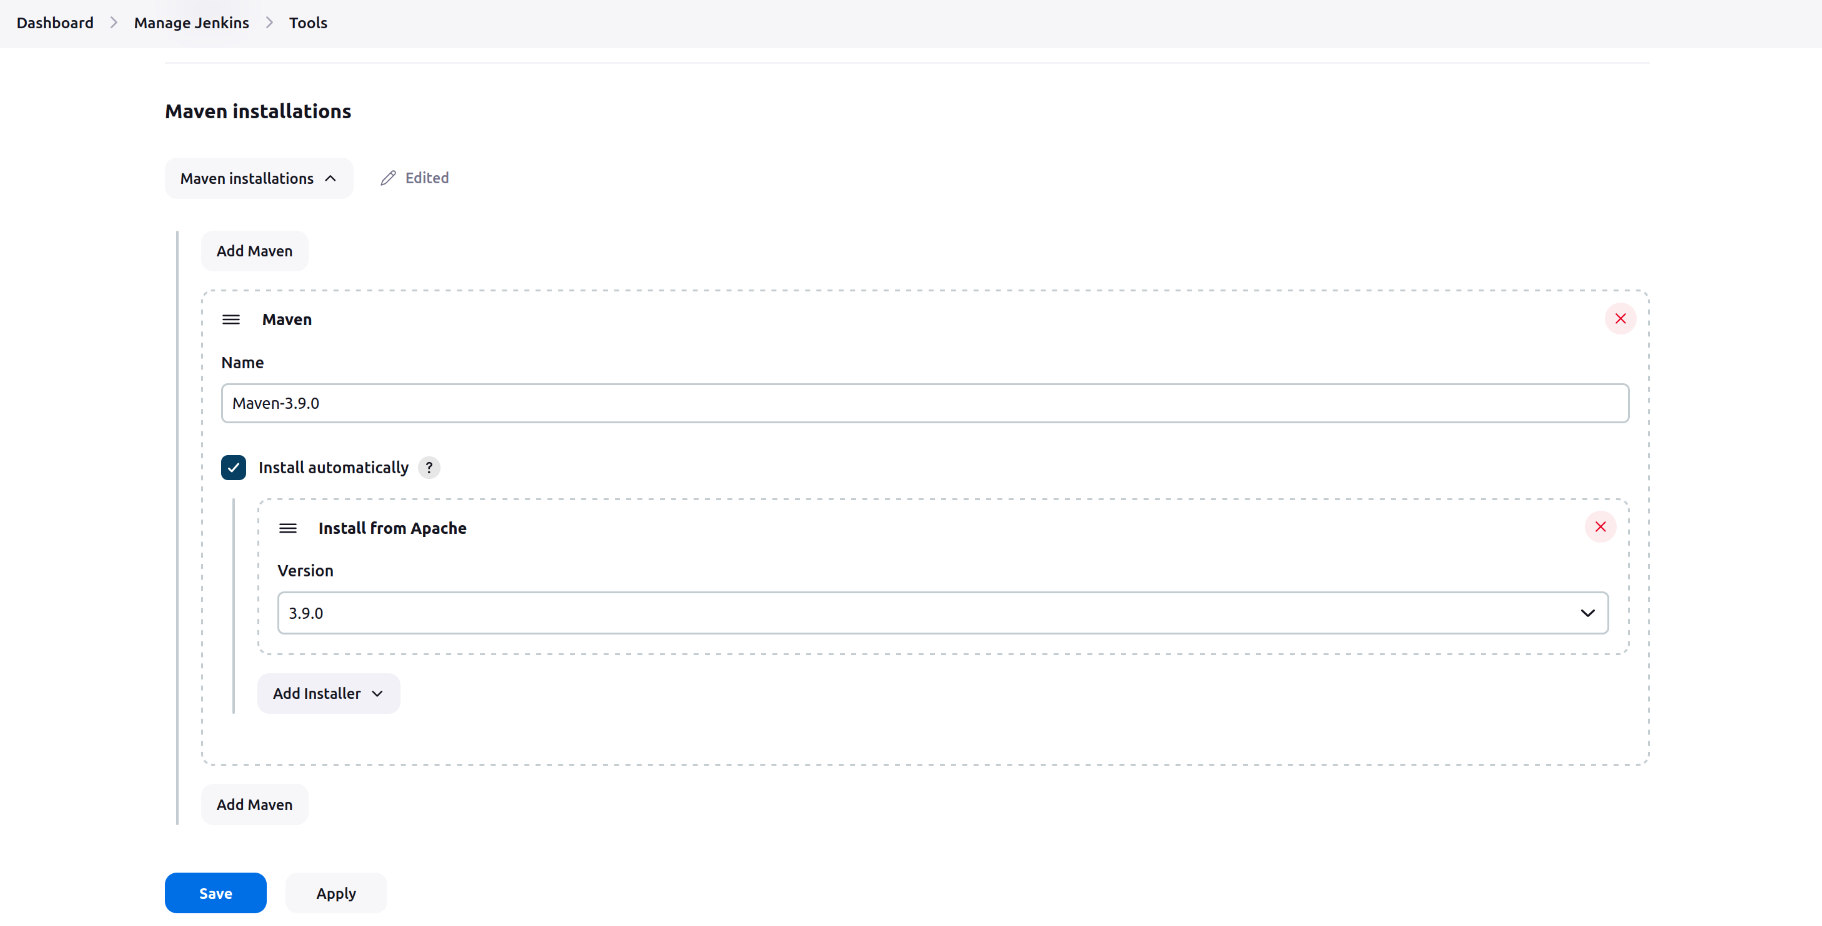 Dashboard > Manage Jenkins > Tools
Maven installations
Maven installations Edited
Add Maven
Maven
Name
Maven-3.9.0
Install automatically ?
Install from Apache
Version
3.9.0
Add Installer
Add Maven
Save Apply